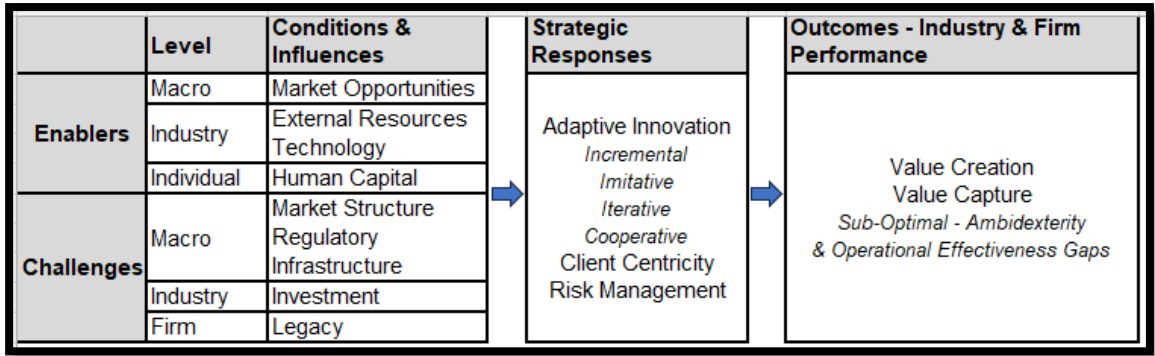 Level
Conditions &
Influences
Strategic
Responses
Outcomes - Industry & Firm
Performance
Enablers
Macro
Market Opportunities
Industry
External Resources
Technology
Individual
Human Capital
Challenges
Macro
Market Structure
Regulatory
Infrastructure
Industry
Investment
Firm
Legacy
Adaptive Innovation
Incremental
Imitative
Iterative
Cooperative
Client Centricity
Risk Management
Value Creation
Value Capture
Sub-Optimal - Ambidexterity
& Operational Effectiveness Gaps